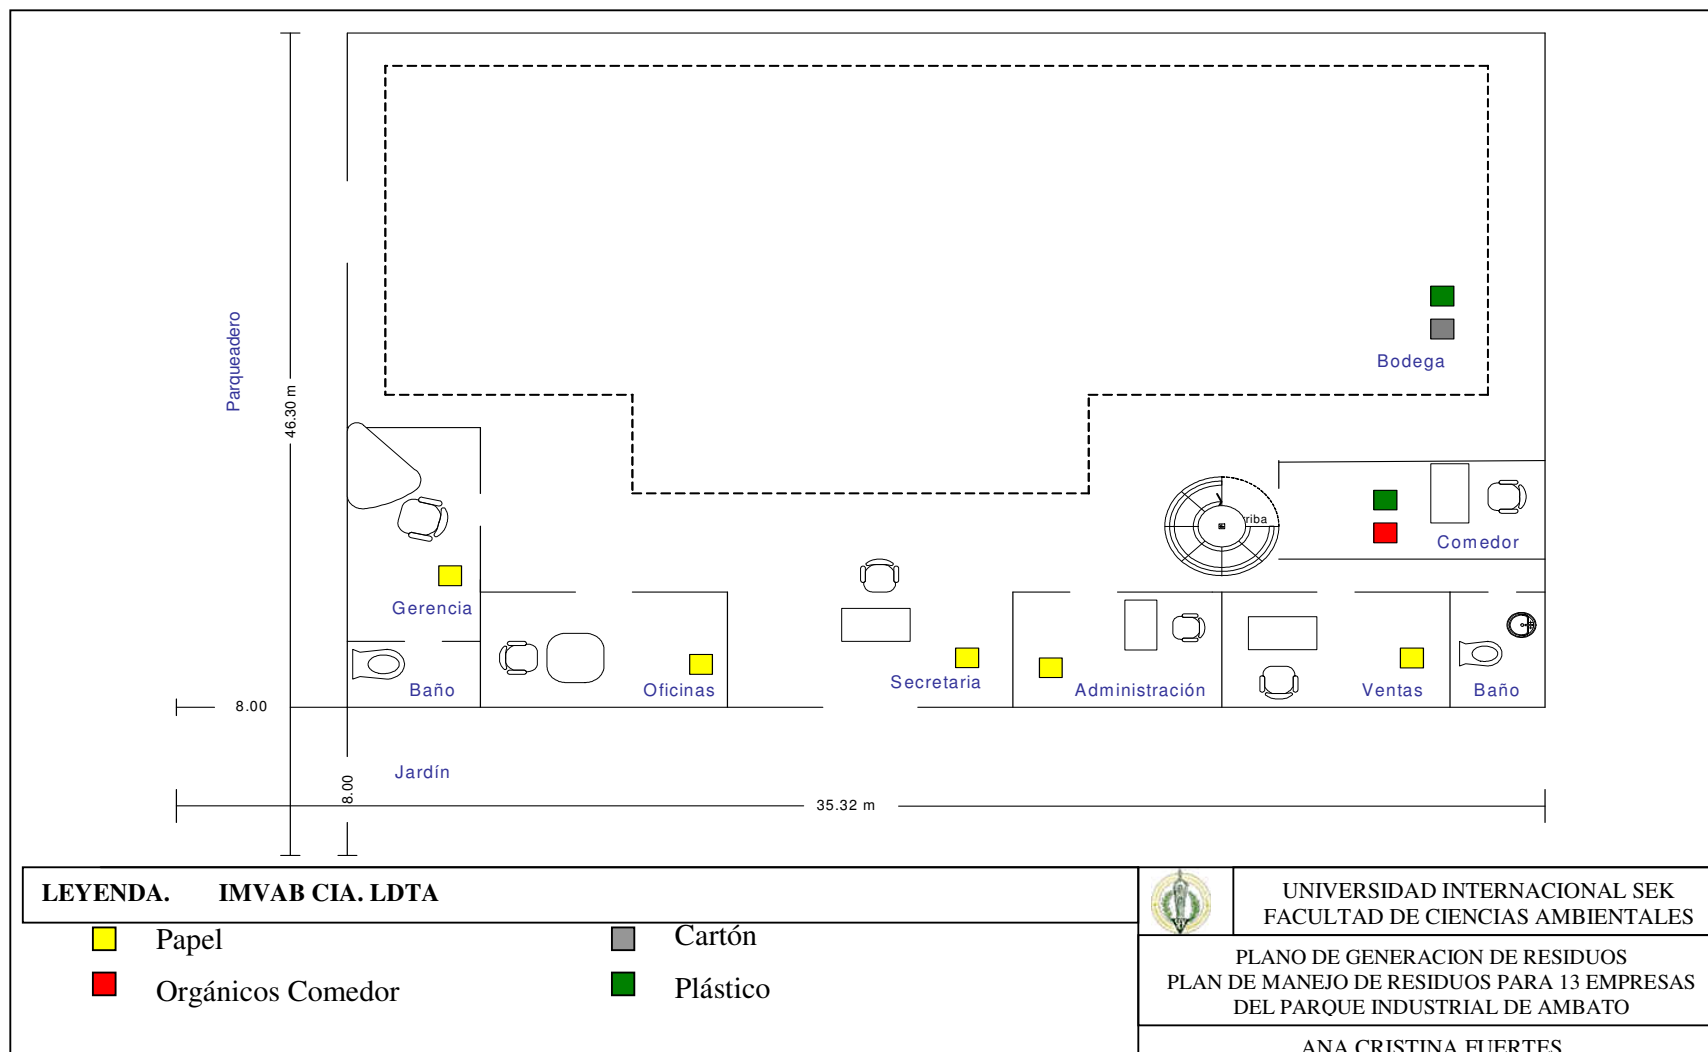 Parqueadero
46.30 m
Bodega
riba
Comedor
Gerencia
Baño
Oficinas
Secretaria
Administración
Ventas
Baño
8.00
Jardín
8.00
35.32 m
LEYENDA. IMVAB CIA. LDTA
Papel
Cartón
Orgánicos Comedor
Plástico
UNIVERSIDAD INTERNACIONAL SEK
FACULTAD DE CIENCIAS AMBIENTALES
PLANO DE GENERACION DE RESIDUOS
PLAN DE MANEJO DE RESIDUOS PARA 13 EMPRESAS
DEL PARQUE INDUSTRIAL DE AMBATO
ANA CRISTINA FUERTES